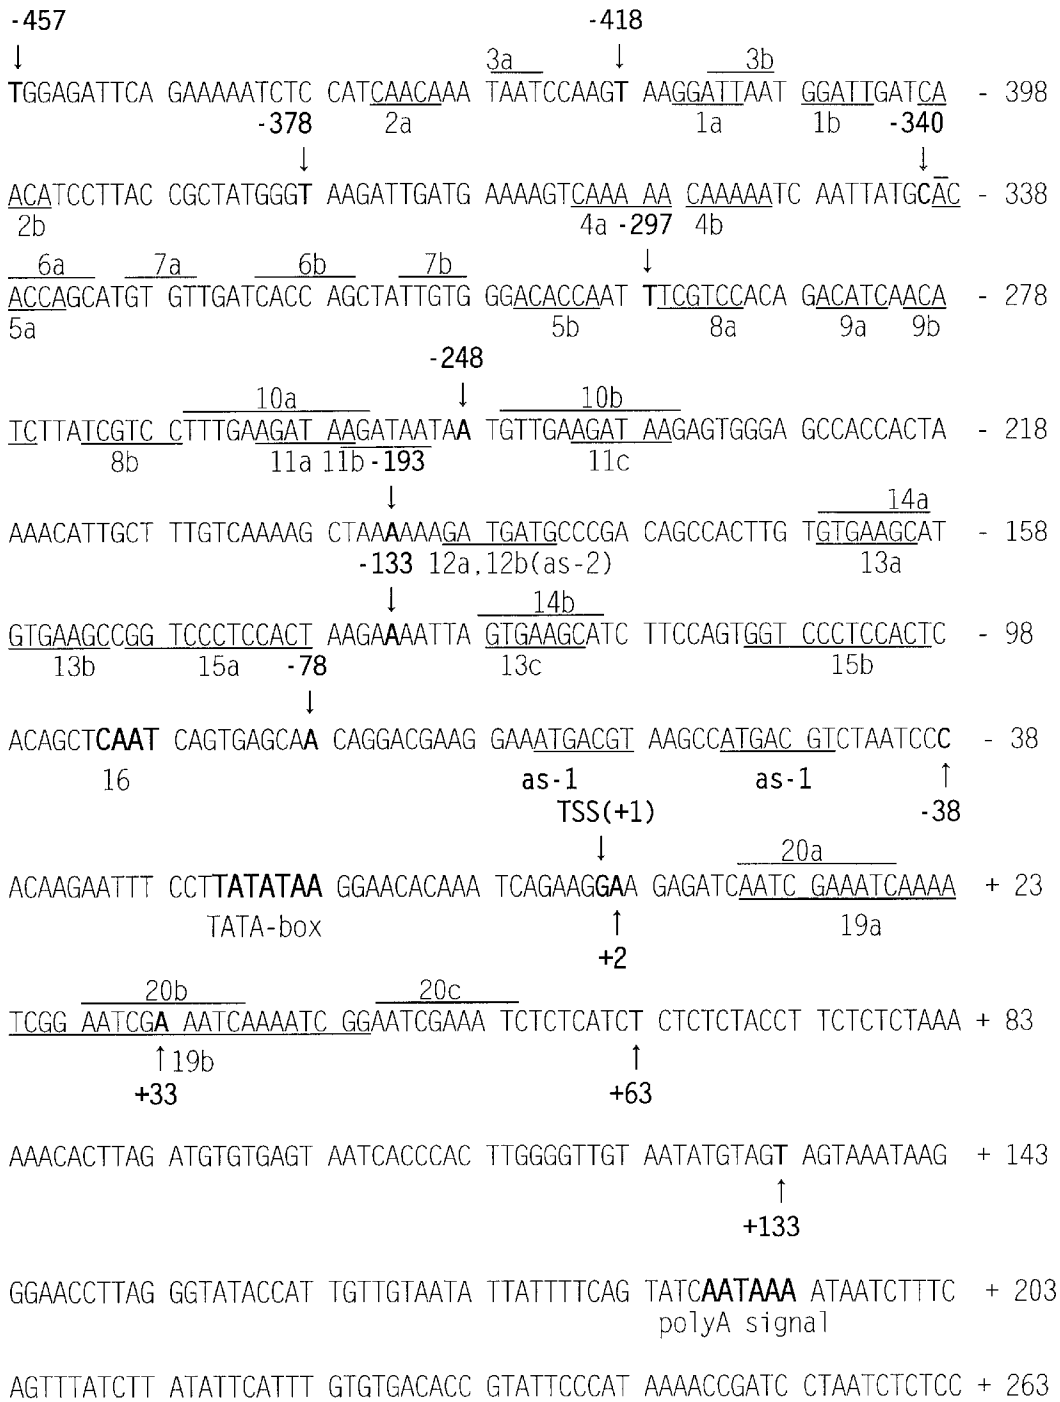 -457 -418
↓ ↓
3a 3b
TGGAGATTCA GAAAAATCTC CATCAACAAA TAATCCAAGT AAGGATTAAT GGATTGATCA - 398
-378 2a 1a 1b -340
↓ ↓
ACATCCTTAC CGCTATGGGT AAGATTGATG AAAAGTCAAA AA CAAAAATC AATTATGCAC - 338
2b 4a -297 4b
↓
6a 7a 6b 7b
ACCAGCATGT GTTGATCACC AGCTATTGTG GGACACCAAT TTCGTCCACA GACATCAACA - 278
5a 5b 8a 9a 9b
-248
↓
10a 10b
TCTTATCGTC CTTTGAAGAT AAGATAATAA TGTTGAAGAT AAGAGTGGGA GCCACCACTA - 218
8b 11a 11b -193 11c
↓
14a
AAACATTGCT TTGTCAAAAG CTAAAAAAGA TGATGCCCGA CAGCCACTTG TGTGAAGCAT - 158
-133 12a,12b(as-2) 13a
↓
14b
GTGAAGCCGG TCCCTCCACT AAGAAAATTA GTGAAGCATC TTCCAGTGGT CCCTCCACTC - 98
13b 15a -78 13c 15b
↓
ACAGCTCAAT CAGTGAGCAA CAGGACGAAG GAAATGACGT AAGCCATGAC GTCTAATCCC - 38
16 as-1 as-1 ↑
TSS(+1) -38
↓
20a
ACAAGAATTT CCTTATATAA GGAACACAAA TCAGAAGGAA GAGATCAATC GAAATCAAAA + 23
TATA-box ↑ 19a
+2
20b 20c
TCGG AATCGA AATCAAAATC GGAATCGAAA TCTCTCATCT CTCTCTACCT TCTCTCTAAA + 83
↑ 19b ↑
+33 +63
AAACACTTAG ATGTGTGAGT AATCACCCAC TTGGGGTTGT AATATGTAGT AGTAAATAAG + 143
↑
+133
GGAACCTTAG GGTATACCAT TGTTGTAATA TTATTTTCAG TATCAATAAA ATAATCTTTC + 203
polyA signal
AGTTTATCTT ATATTCATTT GTGTGACACC GTATTCCCAT AAAACCGATC CTAATCTCTCC + 263